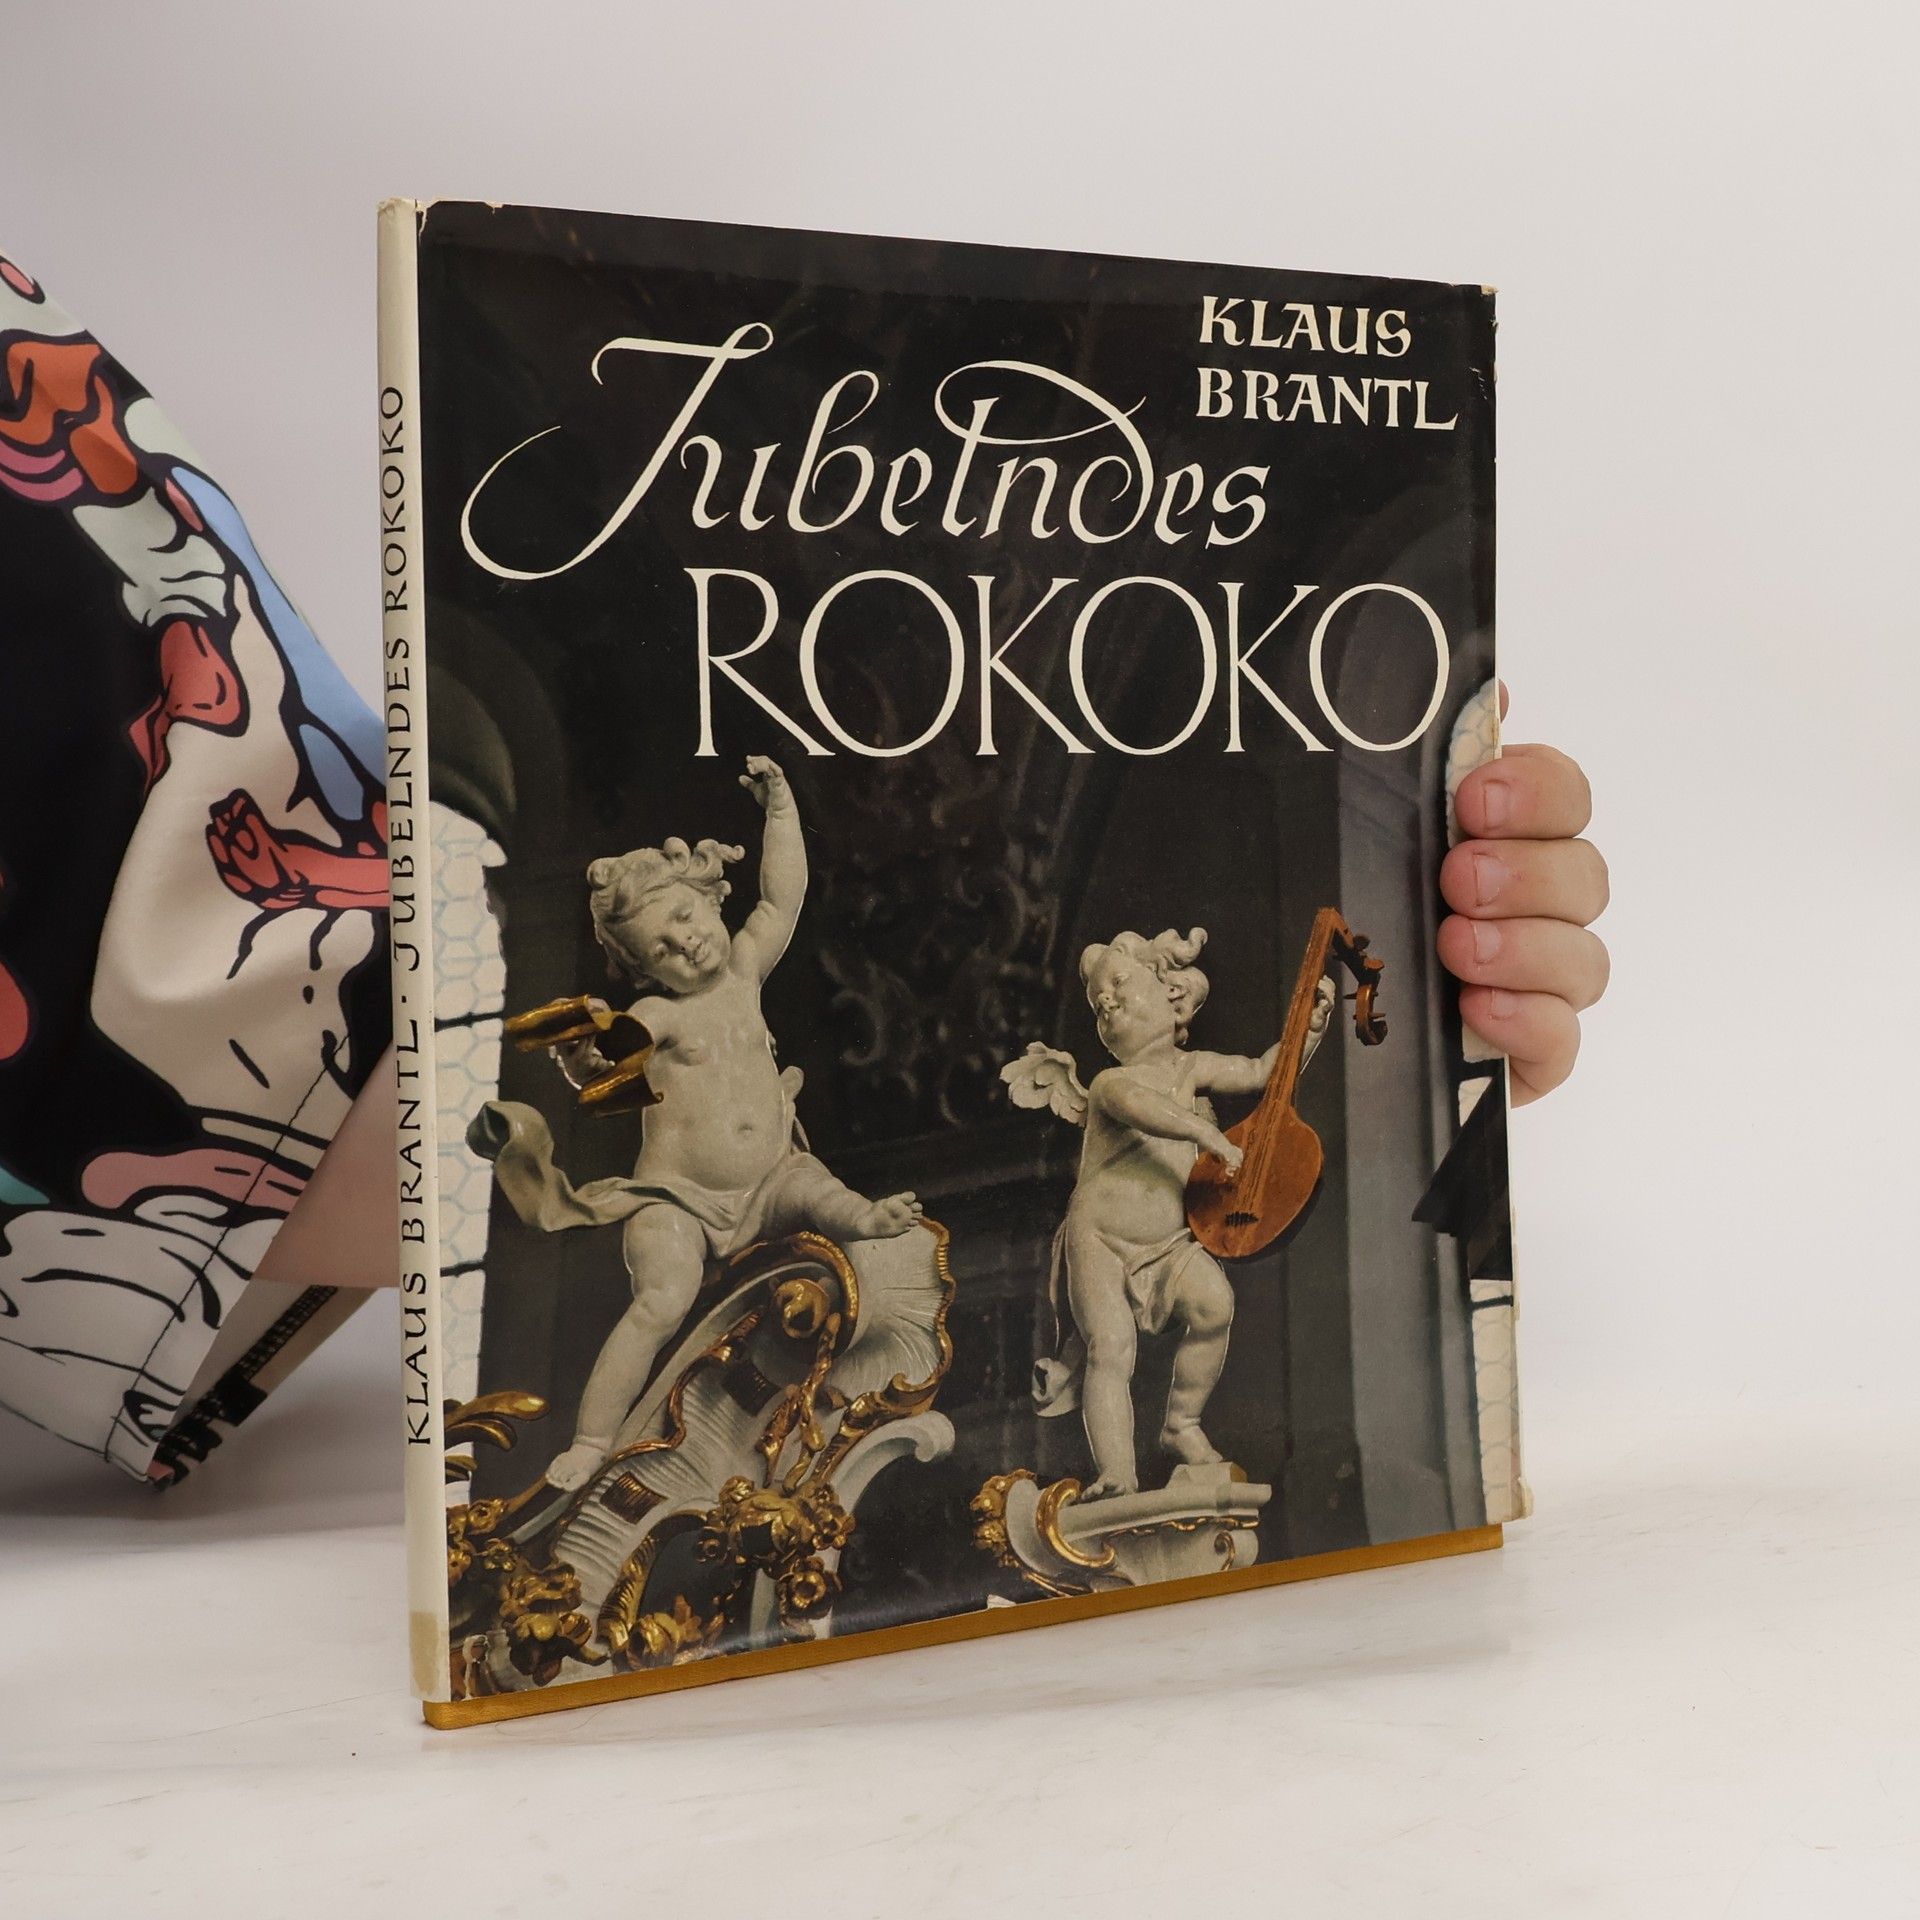 KLAUS
BRANTL
Jubelndes
ROKOKO
KLAUS BRANTL · JUBELNDES ROKOKO